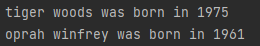 tiger woods was born in 1975
oprah winfrey was born in 1961